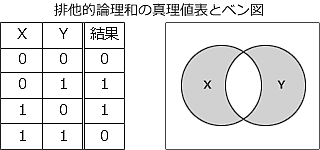 排他的論理和の真理値表とベン図
X Y 結果
0 0 0
0 1 1
1 0 1
1 1 0
X Y